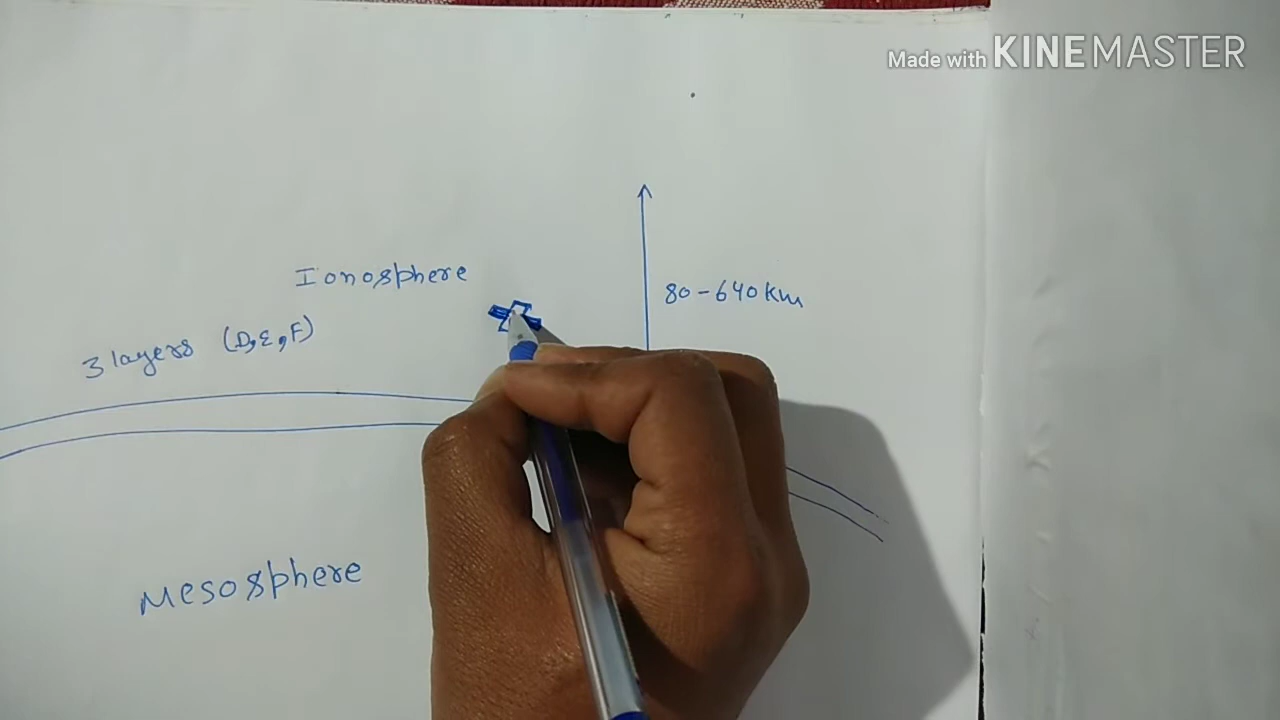 Made with KINEMASTER
Ionosphere
80-640 km
3 layers (D,E,F)
Mesosphere